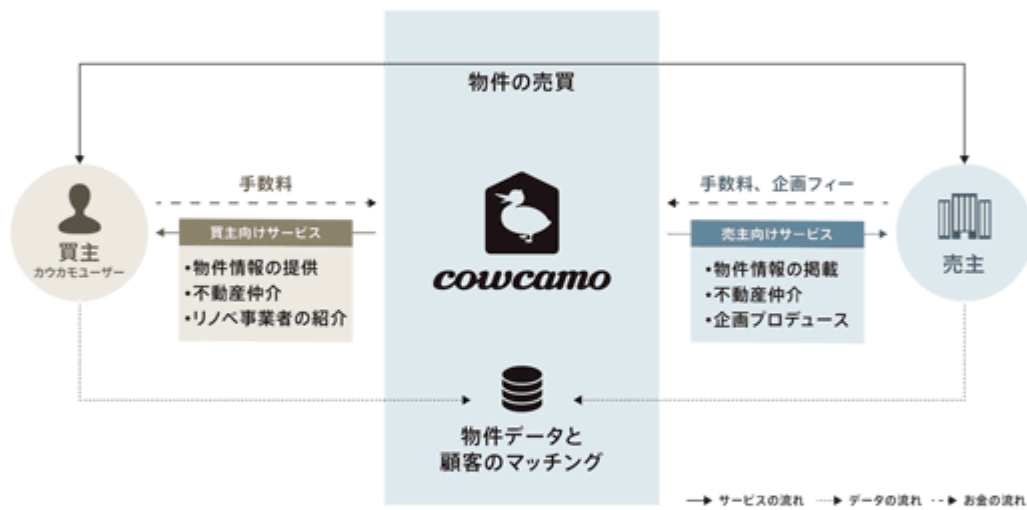 物件の売買
手数料
手数料、企画フィー
買主向けサービス
売主向けサービス
買主
カウカモユーザー
売主
•物件情報の提供
•不動産仲介
•リノベ事業者の紹介
cowcamo
•物件情報の掲載
•不動産仲介
•企画プロデュース
物件データと
顧客のマッチング
サービスの流れ データの流れ お金の流れ